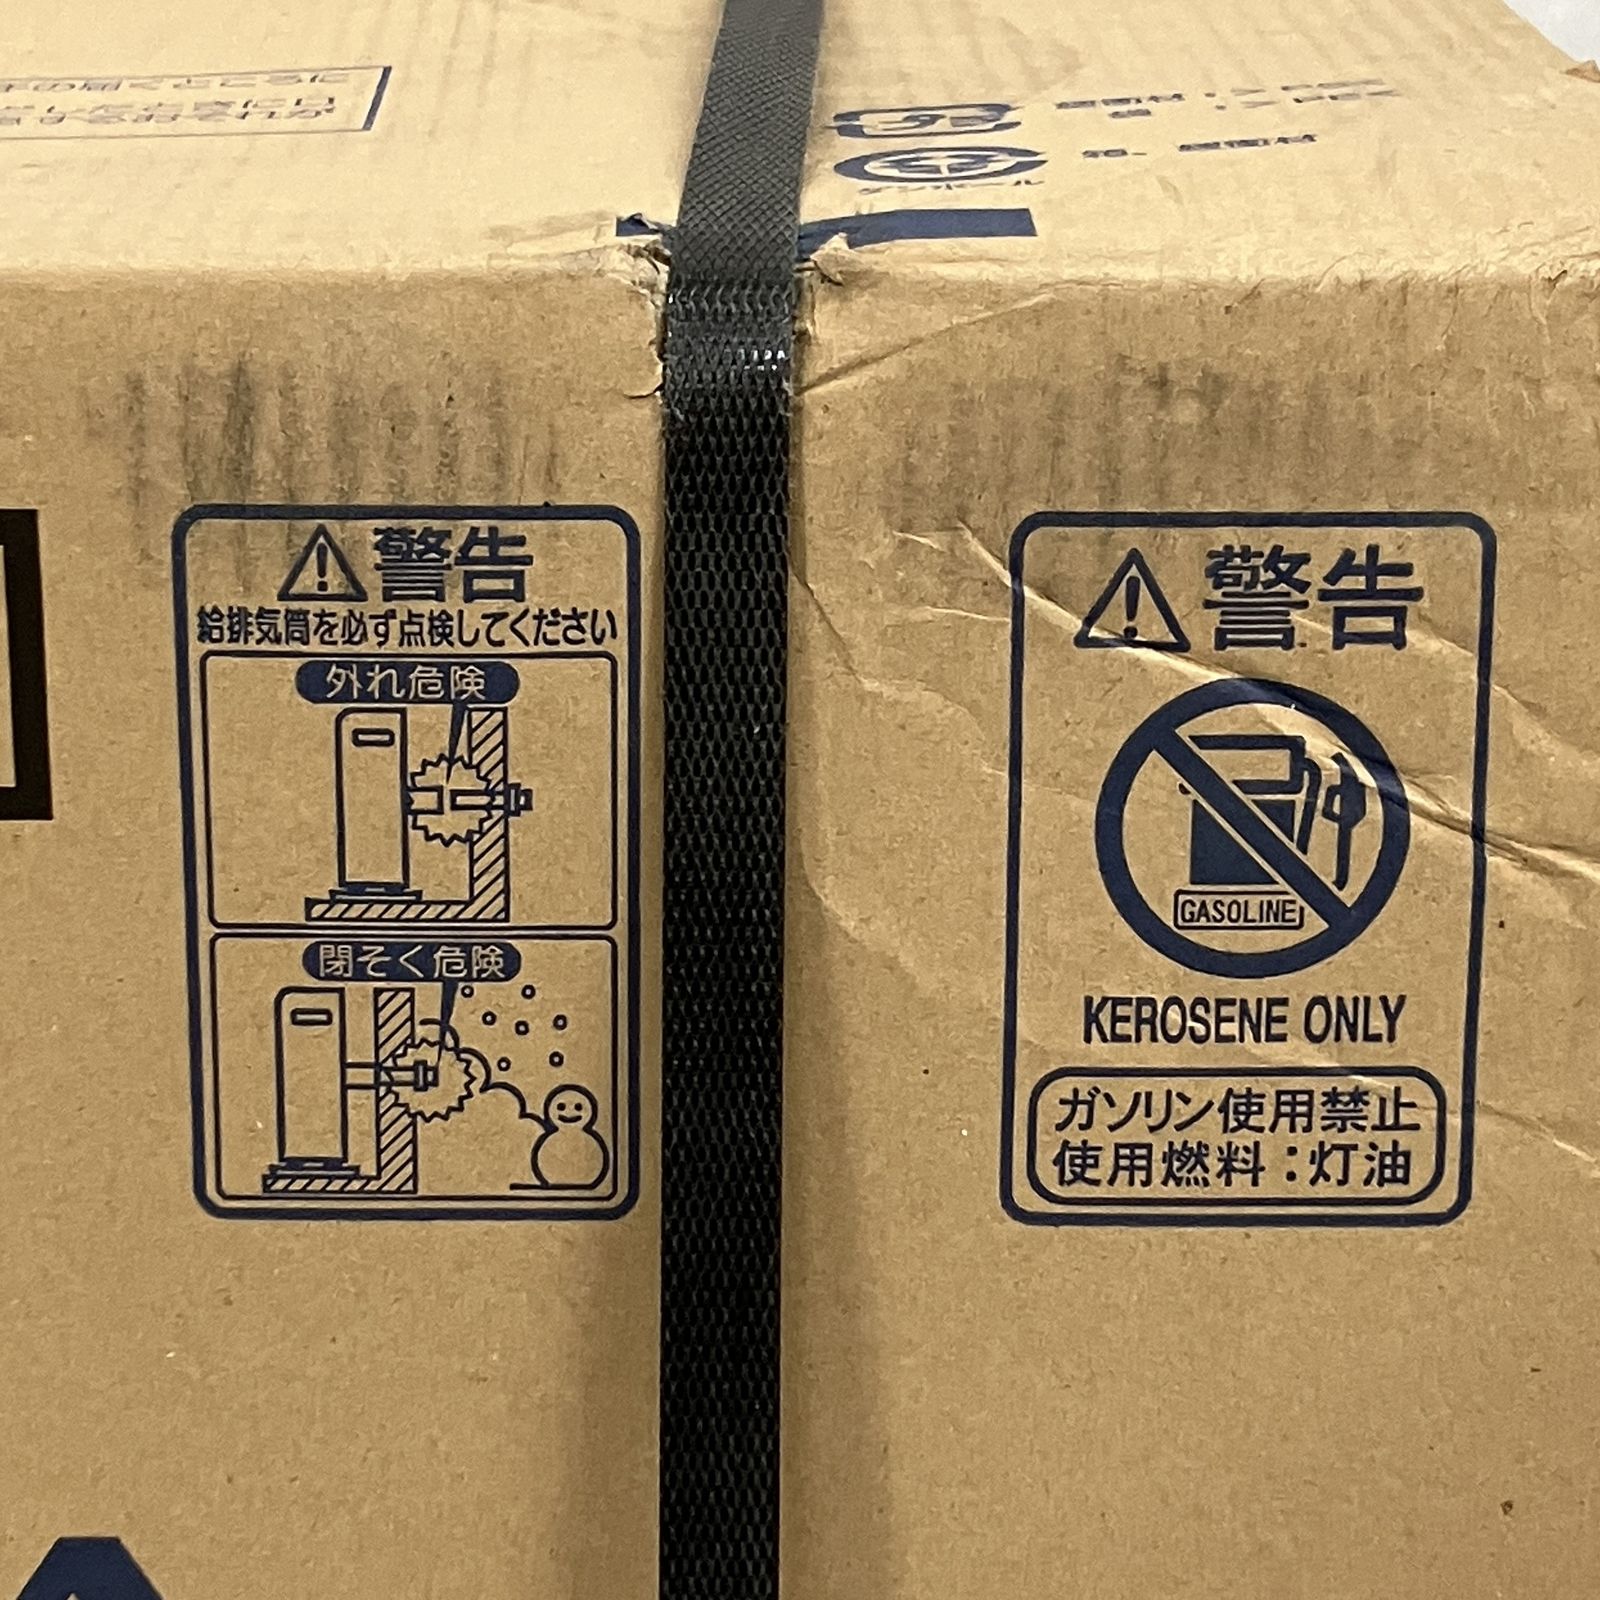 警告
給排気筒を必ず点検してください
外れ危険
閉そく危険
警告
GASOLINE
KEROSENE ONLY
ガソリン使用禁止
使用燃料：灯油